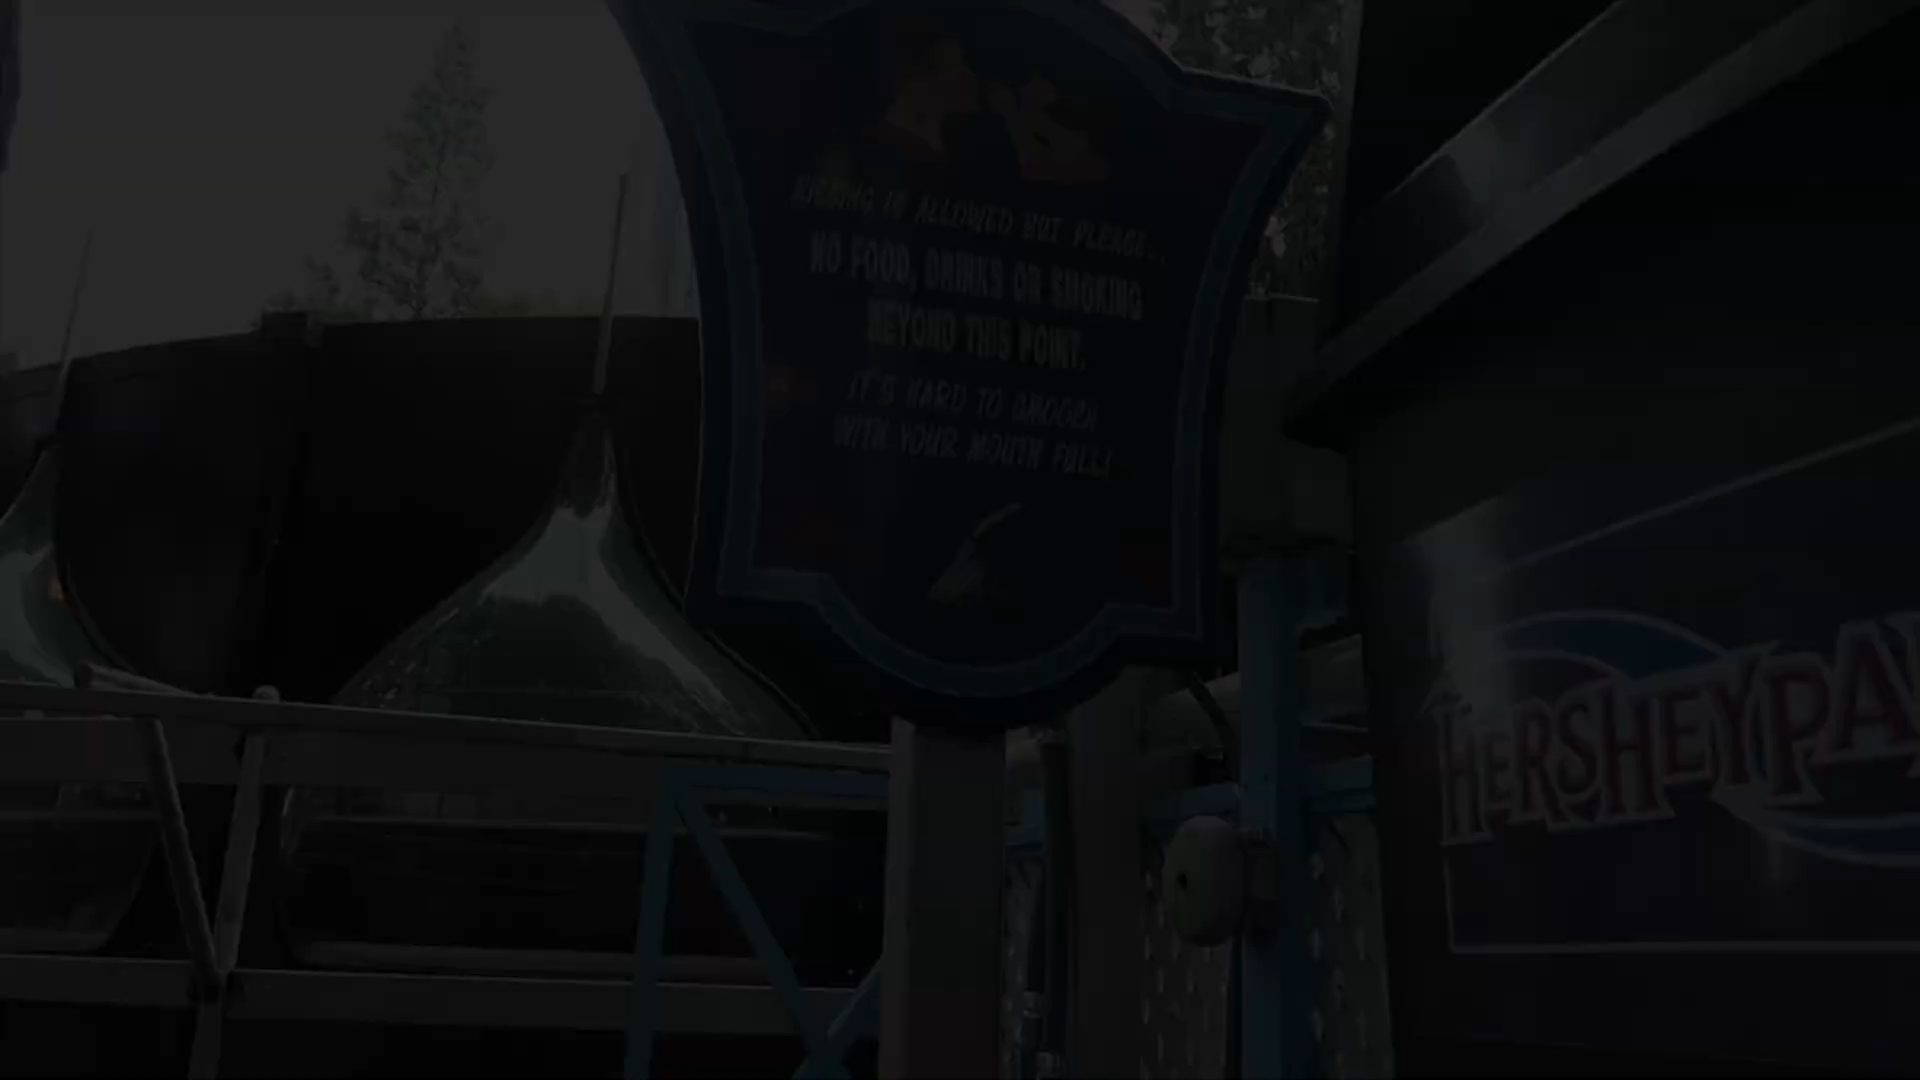 KISSING IS ALLOWED BUT PLEASE...
NO FOOD, DRINKS OR SMOKING
BEYOND THIS POINT.
IT'S HARD TO SMOOCH
WITH YOUR MOUTH FULL!
HERSHEYPA